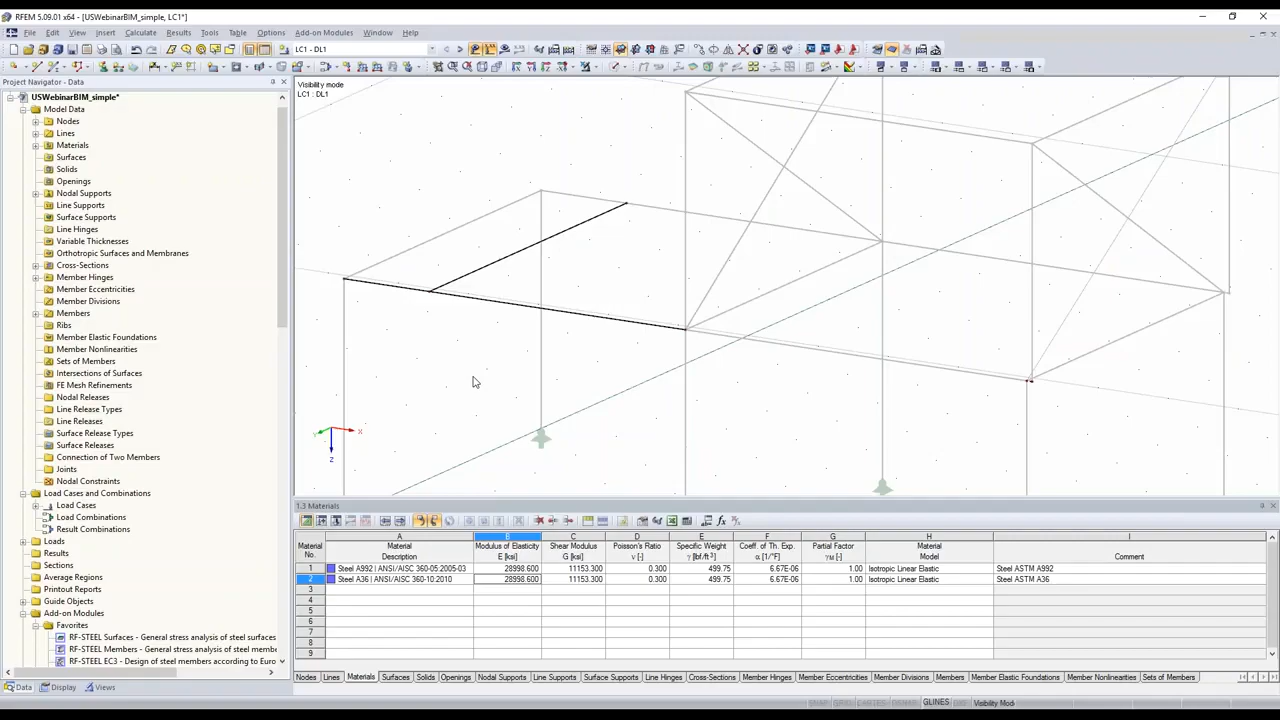 RFEM 5.09.01 x64 - [USWebinarBIM_simple, LC1*]
File Edit View Insert Calculate Results Tools Table Options Add-on Modules Window Help
LC1 - DL1
Project Navigator - Data
USWebinarBIM_simple*
Model Data
Nodes
Lines
Materials
Surfaces
Solids
Openings
Nodal Supports
Line Supports
Surface Supports
Line Hinges
Variable Thicknesses
Orthotropic Surfaces and Membranes
Cross-Sections
Member Hinges
Member Eccentricities
Member Divisions
Members
Ribs
Member Elastic Foundations
Member Nonlinearities
Sets of Members
Intersections of Surfaces
FE Mesh Refinements
Nodal Releases
Line Release Types
Line Releases
Surface Release Types
Surface Releases
Connection of Two Members
Joints
Nodal Constraints
Load Cases and Combinations
Load Cases
Load Combinations
Result Combinations
Loads
Results
Sections
Average Regions
Printout Reports
Guide Objects
Add-on Modules
Favorites
RF-STEEL Surfaces - General stress analysis of steel surfaces
RF-STEEL Members - General stress analysis of steel membe
RF-STEEL EC3 - Design of steel members according to Euro
Data Display Views
Visibility mode
LC1 : DL1
X
Y
Z
1.3 Materials
A B C D E F G H I
Material No. Material Description Modulus of Elasticity [ksi] Shear Modulus G [ksi] Poisson's Ratio ν [-] Specific Weight γ [lbf/ft³] Coeff. of Th. Exp. α [1/°F] Partial Factor γM [-] Material Model Comment
1 Steel A992 | ANSI/AISC 360-05:2005-03 28998.600 11153.300 0.300 499.75 6.67E-06 1.00 Isotropic Linear Elastic Steel ASTM A992
2 Steel A36 | ANSI/AISC 360-10:2010 28998.600 11153.300 0.300 499.75 6.67E-06 1.00 Isotropic Linear Elastic Steel ASTM A36
3
4
5
6
7
8
9
Nodes Lines Materials Surfaces Solids Openings Nodal Supports Line Supports Surface Supports Line Hinges Cross-Sections Member Hinges Member Eccentricities Member Divisions Members Member Elastic Foundations Member Nonlinearities Sets of Members
GLINES Visibility Mod